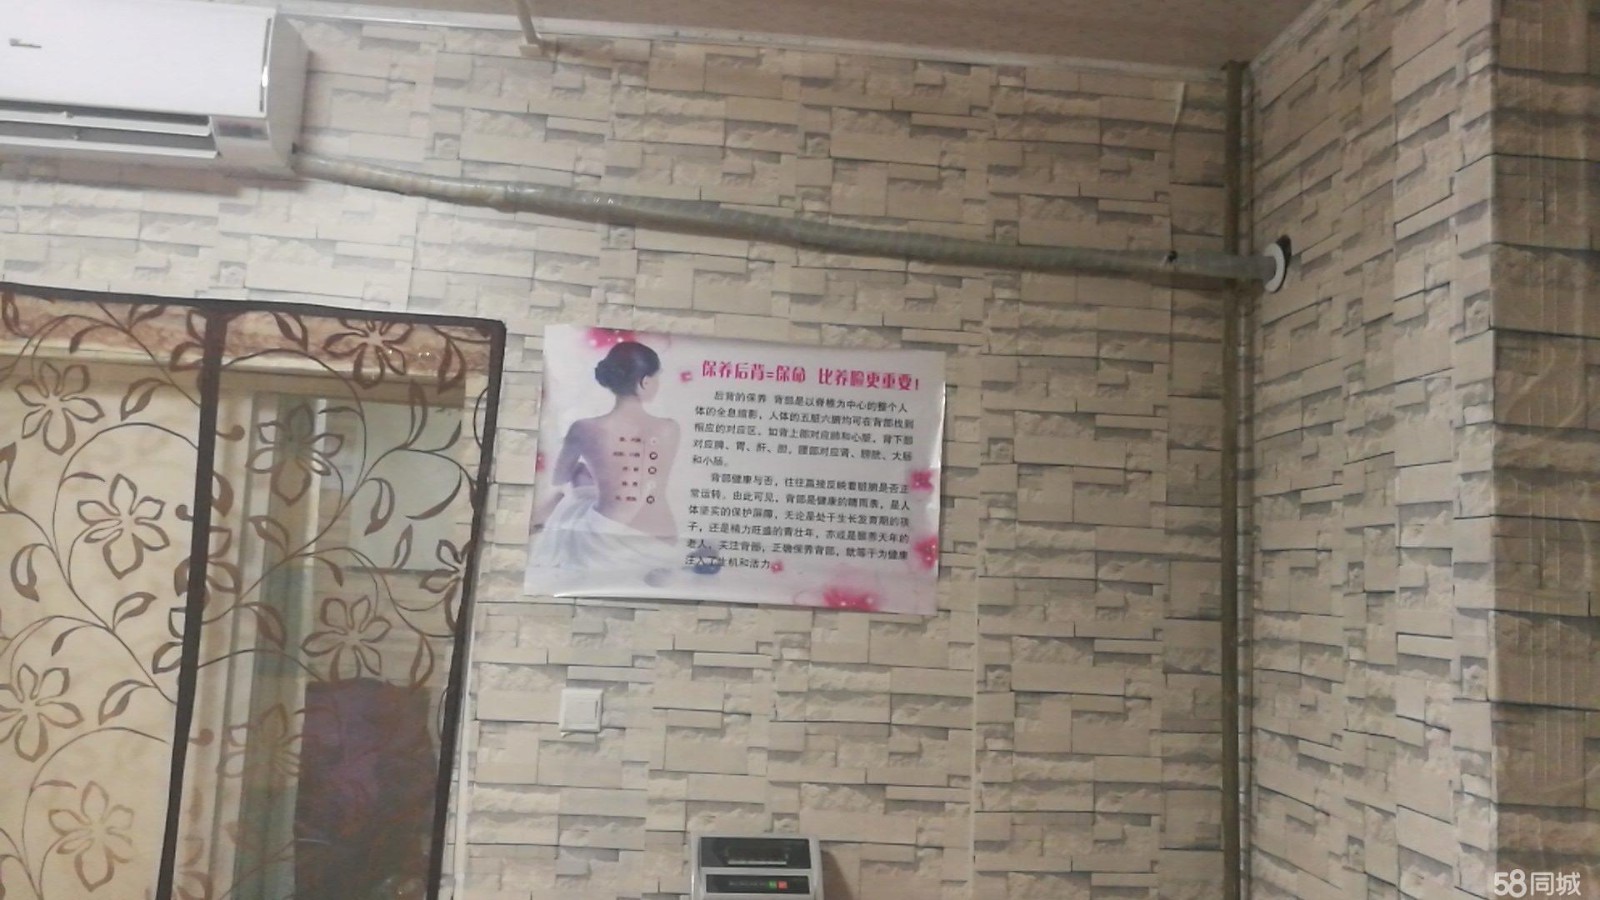 保养后背=保命 比养脸更重要!
后背的保养 背部是以脊椎为中心的整个人
体的全息缩影，人体的五脏六腑均可在背部找到
相应的对应区，如背上部对应肺和心脏，背下部
对应脾、胃、肝、胆，腰部对应肾、膀胱、大肠
和小肠。
背部健康与否，往往直接反映着脏腑是否正
常运转。由此可见，背部是健康的晴雨表，是人
体坚实的保护屏障，无论是处于生长发育期的孩
子，还是精力旺盛的青壮年，亦或是颐养天年的
老人，关注背部，正确保养背部，就等于为健康
注入了生机和活力。
58同城